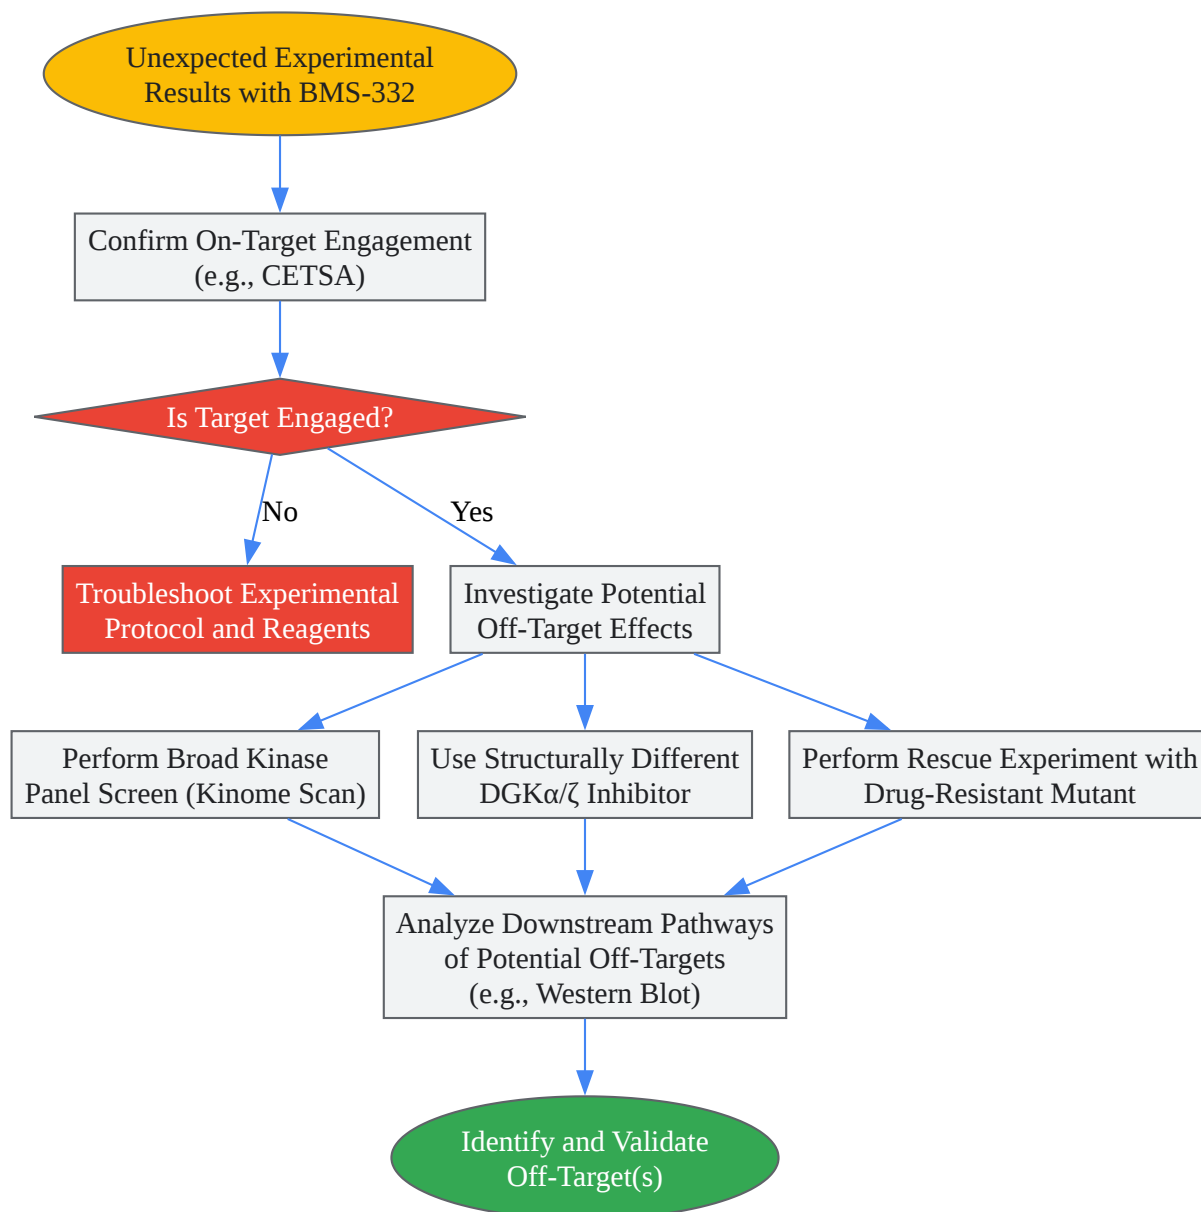 Unexpected Experimental
Results with BMS-332
Confirm On-Target Engagement
(e.g., CETSA)
Is Target Engaged?
No
Yes
Troubleshoot Experimental
Protocol and Reagents
Investigate Potential
Off-Target Effects
Perform Broad Kinase
Panel Screen (Kinome Scan)
Use Structurally Different
DGKα/ζ Inhibitor
Perform Rescue Experiment with
Drug-Resistant Mutant
Analyze Downstream Pathways
of Potential Off-Targets
(e.g., Western Blot)
Identify and Validate
Off-Target(s)